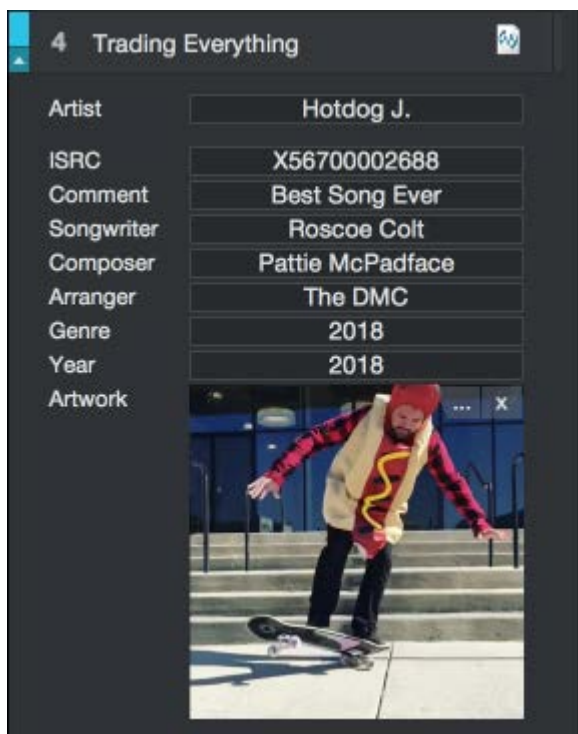 4 Trading Everything
Artist Hotdog J.
ISRC X56700002688
Comment Best Song Ever
Songwriter Roscoe Colt
Composer Pattie McPadface
Arranger The DMC
Genre 2018
Year 2018
Artwork ... x